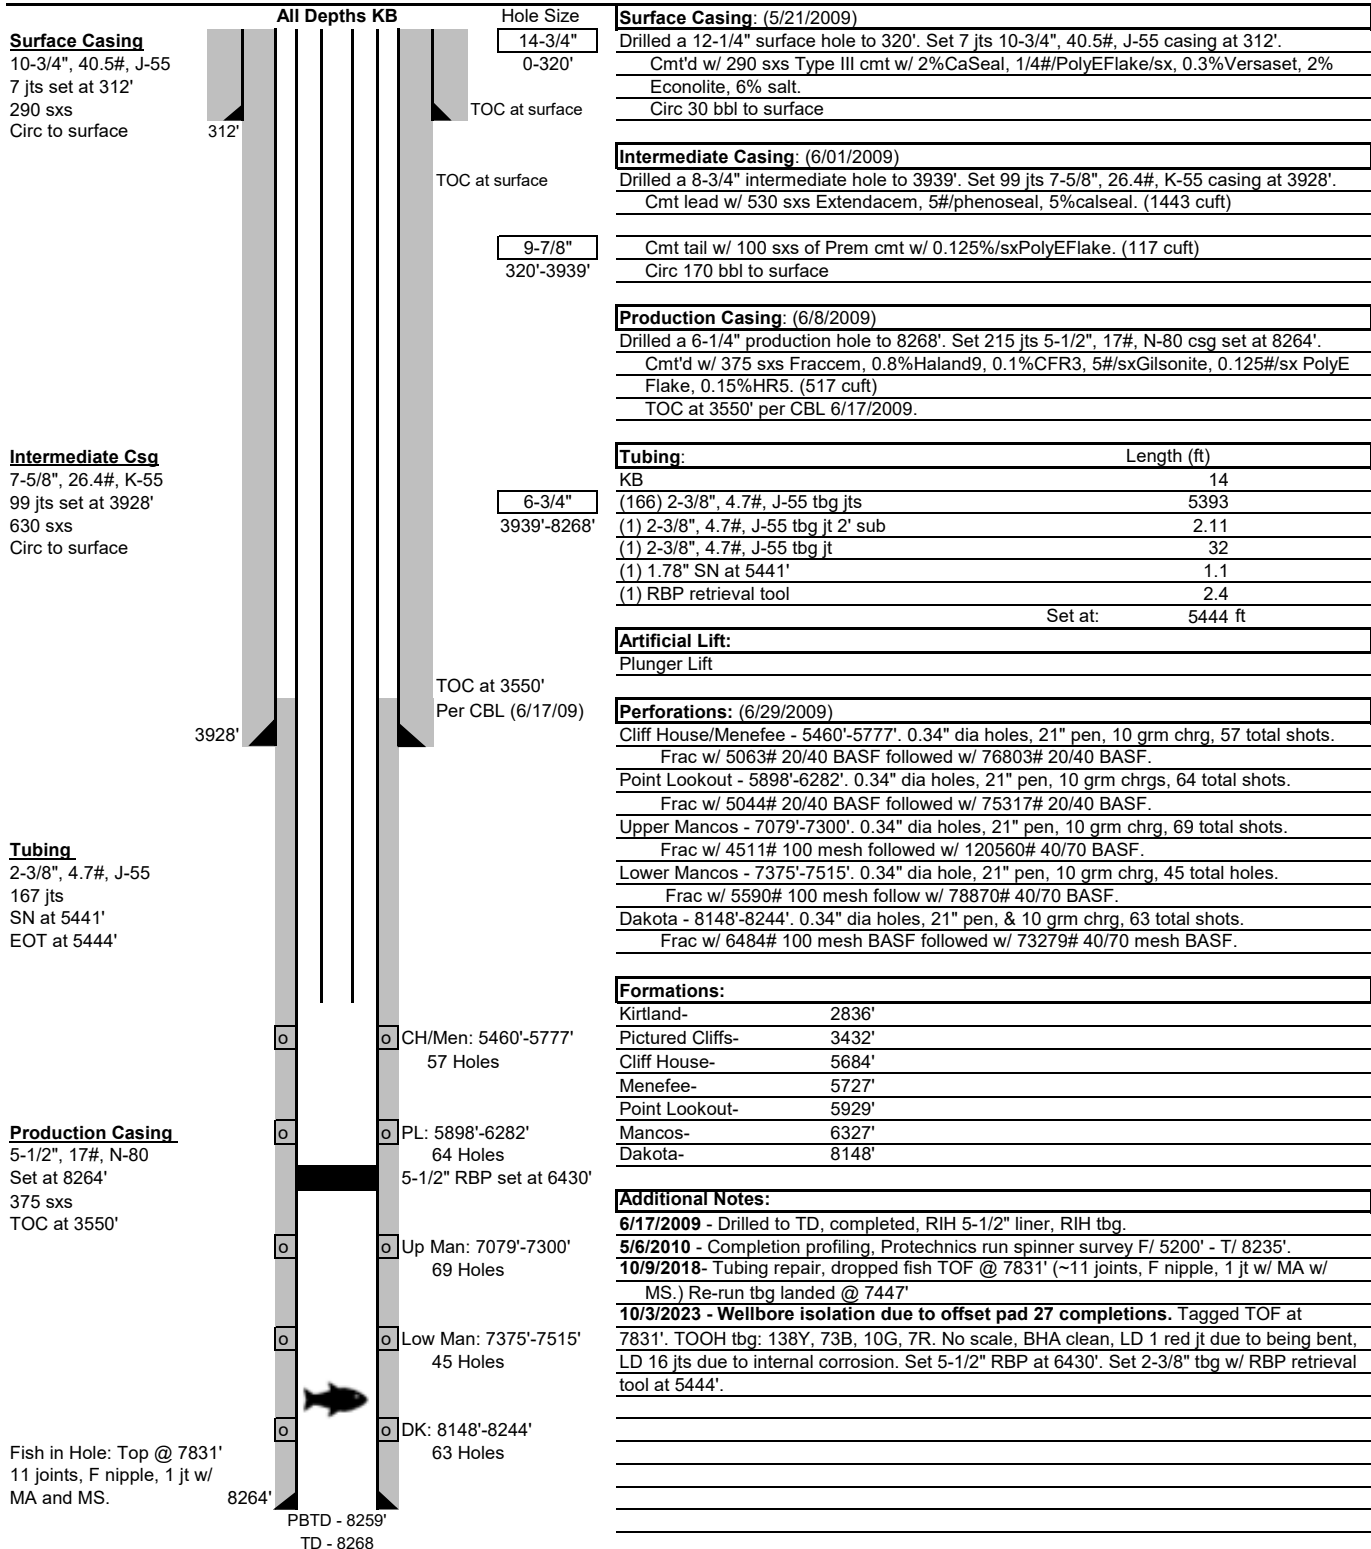 All Depths KB
Hole Size
Surface Casing
10-3/4", 40.5#, J-55
7 jts set at 312'
290 sxs
Circ to surface
312'
14-3/4"
0-320'
TOC at surface
TOC at surface
9-7/8"
320'-3939'
Intermediate Csg
7-5/8", 26.4#, K-55
99 jts set at 3928'
630 sxs
Circ to surface
6-3/4"
3939'-8268'
TOC at 3550'
Per CBL (6/17/09)
3928'
Tubing
2-3/8", 4.7#, J-55
167 jts
SN at 5441'
EOT at 5444'
o o CH/Men: 5460'-5777'
57 Holes
Production Casing
5-1/2", 17#, N-80
Set at 8264'
375 sxs
TOC at 3550'
o o PL: 5898'-6282'
64 Holes
5-1/2" RBP set at 6430'
o o Up Man: 7079'-7300'
69 Holes
o o Low Man: 7375'-7515'
45 Holes
o o DK: 8148'-8244'
63 Holes
Fish in Hole: Top @ 7831'
11 joints, F nipple, 1 jt w/
MA and MS.
8264'
PBTD - 8259'
TD - 8268
Surface Casing: (5/21/2009)
Drilled a 12-1/4" surface hole to 320'. Set 7 jts 10-3/4", 40.5#, J-55 casing at 312'.
Cmt'd w/ 290 sxs Type III cmt w/ 2%CaSeal, 1/4#/PolyEFlake/sx, 0.3%Versaset, 2%
Econolite, 6% salt.
Circ 30 bbl to surface
Intermediate Casing: (6/01/2009)
Drilled a 8-3/4" intermediate hole to 3939'. Set 99 jts 7-5/8", 26.4#, K-55 casing at 3928'.
Cmt lead w/ 530 sxs Extendacem, 5#/phenoseal, 5%calseal. (1443 cuft)
Cmt tail w/ 100 sxs of Prem cmt w/ 0.125%/sxPolyEFlake. (117 cuft)
Circ 170 bbl to surface
Production Casing: (6/8/2009)
Drilled a 6-1/4" production hole to 8268'. Set 215 jts 5-1/2", 17#, N-80 csg set at 8264'.
Cmt'd w/ 375 sxs Fraccem, 0.8%Haland9, 0.1%CFR3, 5#/sxGilsonite, 0.125#/sx PolyE
Flake, 0.15%HR5. (517 cuft)
TOC at 3550' per CBL 6/17/2009.
Tubing: Length (ft)
KB 14
(166) 2-3/8", 4.7#, J-55 tbg jts 5393
(1) 2-3/8", 4.7#, J-55 tbg jt 2' sub 2.11
(1) 2-3/8", 4.7#, J-55 tbg jt 32
(1) 1.78" SN at 5441' 1.1
(1) RBP retrieval tool 2.4
Set at: 5444 ft
Artificial Lift:
Plunger Lift
Perforations: (6/29/2009)
Cliff House/Menefee - 5460'-5777'. 0.34" dia holes, 21" pen, 10 grm chrg, 57 total shots.
Frac w/ 5063# 20/40 BASF followed w/ 76803# 20/40 BASF.
Point Lookout - 5898'-6282'. 0.34" dia holes, 21" pen, 10 grm chrgs, 64 total shots.
Frac w/ 5044# 20/40 BASF followed w/ 75317# 20/40 BASF.
Upper Mancos - 7079'-7300'. 0.34" dia holes, 21" pen, 10 grm chrg, 69 total shots.
Frac w/ 4511# 100 mesh followed w/ 120560# 40/70 BASF.
Lower Mancos - 7375'-7515'. 0.34" dia hole, 21" pen, 10 grm chrg, 45 total holes.
Frac w/ 5590# 100 mesh follow w/ 78870# 40/70 BASF.
Dakota - 8148'-8244'. 0.34" dia holes, 21" pen, & 10 grm chrg, 63 total shots.
Frac w/ 6484# 100 mesh BASF followed w/ 73279# 40/70 mesh BASF.
Formations:
Kirtland- 2836'
Pictured Cliffs- 3432'
Cliff House- 5684'
Menefee- 5727'
Point Lookout- 5929'
Mancos- 6327'
Dakota- 8148'
Additional Notes:
6/17/2009 - Drilled to TD, completed, RIH 5-1/2" liner, RIH tbg.
5/6/2010 - Completion profiling, Protechnics run spinner survey F/ 5200' - T/ 8235'.
10/9/2018- Tubing repair, dropped fish TOF @ 7831' (~11 joints, F nipple, 1 jt w/ MA w/
MS.) Re-run tbg landed @ 7447'
10/3/2023 - Wellbore isolation due to offset pad 27 completions. Tagged TOF at
7831'. TOOH tbg: 138Y, 73B, 10G, 7R. No scale, BHA clean, LD 1 red jt due to being bent,
LD 16 jts due to internal corrosion. Set 5-1/2" RBP at 6430'. Set 2-3/8" tbg w/ RBP retrieval
tool at 5444'.